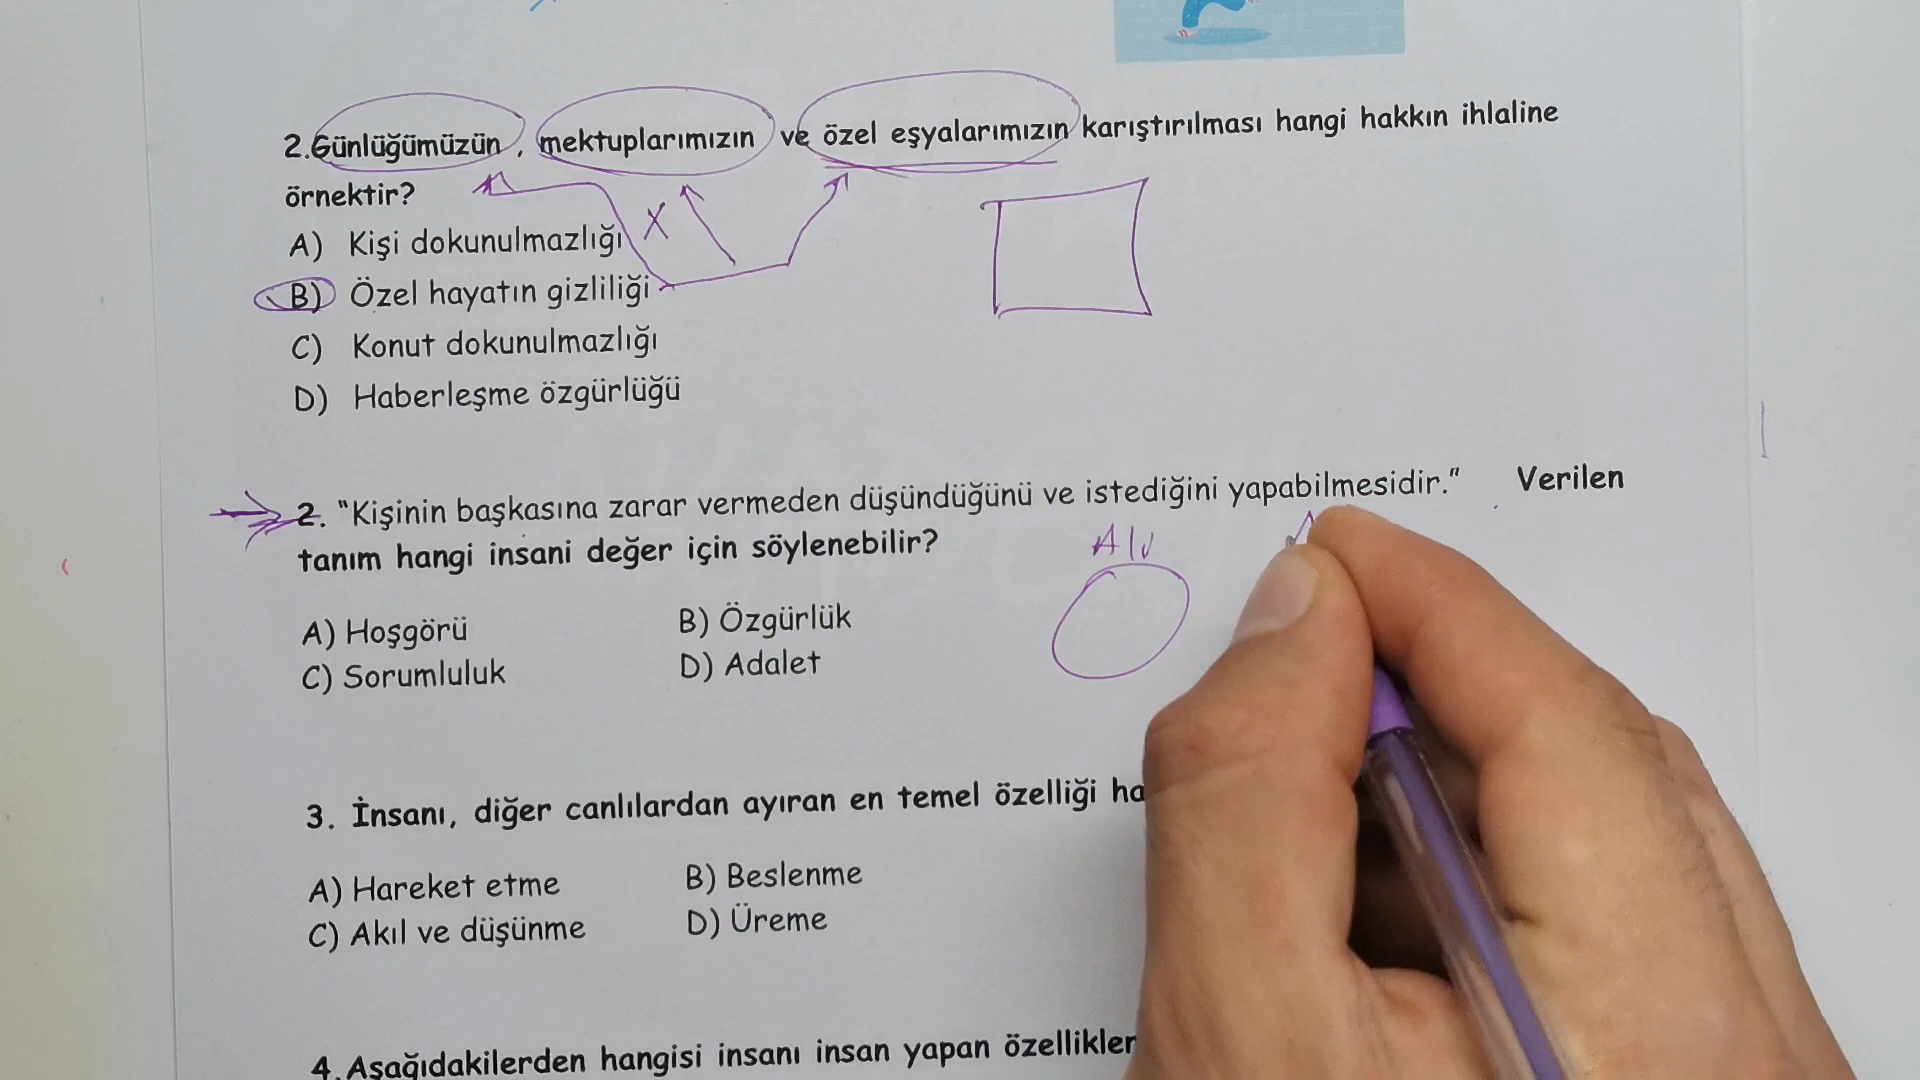 2.Günlüğümüzün , mektuplarımızın ve özel eşyalarımızın karıştırılması hangi hakkın ihlaline
örnektir?
A) Kişi dokunulmazlığı X
B) Özel hayatın gizliliği
C) Konut dokunulmazlığı
D) Haberleşme özgürlüğü
2. "Kişinin başkasına zarar vermeden düşündüğünü ve istediğini yapabilmesidir." Verilen
tanım hangi insani değer için söylenebilir?
A) Hoşgörü B) Özgürlük
C) Sorumluluk D) Adalet
3. İnsanı, diğer canlılardan ayıran en temel özelliği
A) Hareket etme B) Beslenme
C) Akıl ve düşünme D) Üreme
4.Aşağıdakilerden hangisi insanı insan yapan özellikler